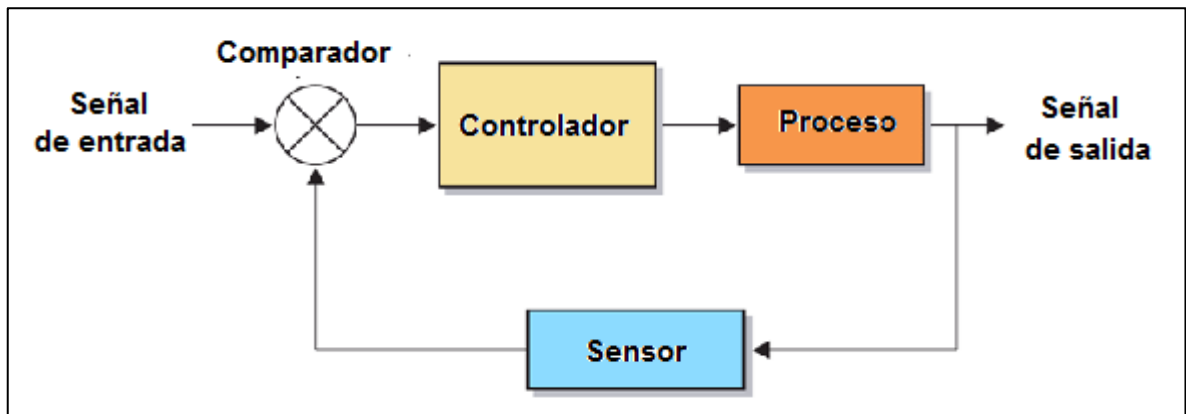 Comparador
Señal
de entrada
Controlador
Proceso
Señal
de salida
Sensor